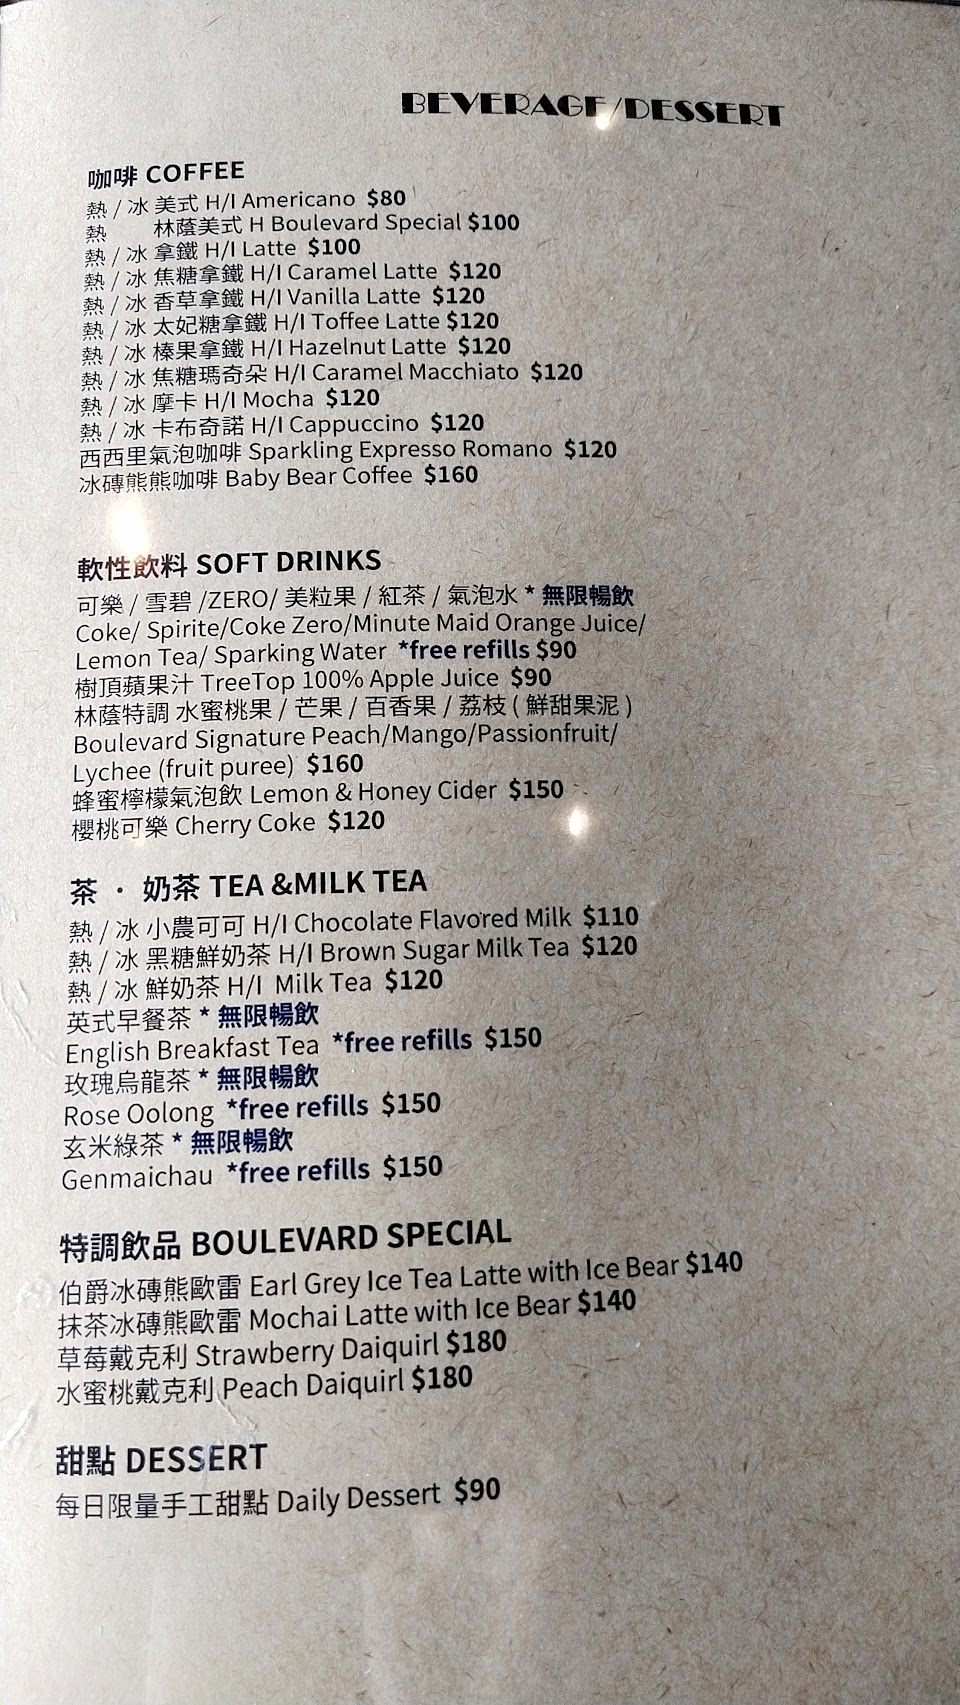 BEVERAGE/DESSERT
咖啡 COFFEE
熱 / 冰 美式 H/I Americano $80
熱 林蔭美式 H Boulevard Special $100
熱 / 冰 拿鐵 H/I Latte $100
熱 / 冰 焦糖拿鐵 H/I Caramel Latte $120
熱 / 冰 香草拿鐵 H/I Vanilla Latte $120
熱 / 冰 太妃糖拿鐵 H/I Toffee Latte $120
熱 / 冰 榛果拿鐵 H/I Hazelnut Latte $120
熱 / 冰 焦糖瑪奇朵 H/I Caramel Macchiato $120
熱 / 冰 摩卡 H/I Mocha $120
熱 / 冰 卡布奇諾 H/I Cappuccino $120
西西里氣泡咖啡 Sparkling Expresso Romano $120
冰磚熊熊咖啡 Baby Bear Coffee $160
軟性飲料 SOFT DRINKS
可樂 / 雪碧 /ZERO/ 美粒果 / 紅茶 / 氣泡水 * 無限暢飲
Coke/ Spirite/Coke Zero/Minute Maid Orange Juice/
Lemon Tea/ Sparking Water *free refills $90
樹頂蘋果汁 TreeTop 100% Apple Juice $90
林蔭特調 水蜜桃果 / 芒果 / 百香果 / 荔枝 ( 鮮甜果泥 )
Boulevard Signature Peach/Mango/Passionfruit/
Lychee (fruit puree) $160
蜂蜜檸檬氣泡飲 Lemon & Honey Cider $150
櫻桃可樂 Cherry Coke $120
茶 ‧ 奶茶 TEA &MILK TEA
熱 / 冰 小農可可 H/I Chocolate Flavored Milk $110
熱 / 冰 黑糖鮮奶茶 H/I Brown Sugar Milk Tea $120
熱 / 冰 鮮奶茶 H/I Milk Tea $120
英式早餐茶 * 無限暢飲
English Breakfast Tea *free refills $150
玫瑰烏龍茶 * 無限暢飲
Rose Oolong *free refills $150
玄米綠茶 * 無限暢飲
Genmaichau *free refills $150
特調飲品 BOULEVARD SPECIAL
伯爵冰磚熊歐雷 Earl Grey Ice Tea Latte with Ice Bear $140
抹茶冰磚熊歐雷 Mochai Latte with Ice Bear $140
草莓戴克利 Strawberry Daiquirl $180
水蜜桃戴克利 Peach Daiquirl $180
甜點 DESSERT
每日限量手工甜點 Daily Dessert $90